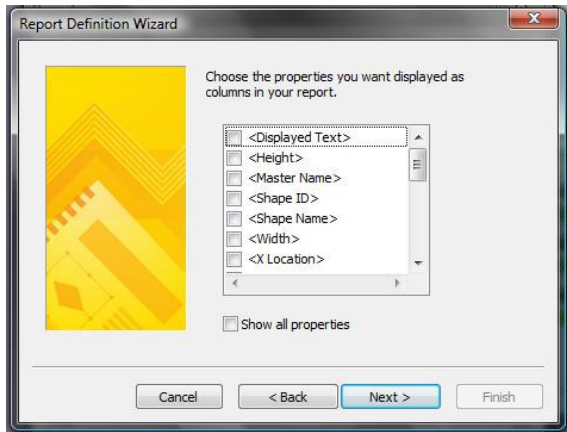 Report Definition Wizard
Choose the properties you want displayed as
columns in your report.
<Displayed Text>
<Height>
<Master Name>
<Shape ID>
<Shape Name>
<Width>
<X Location>
Show all properties
Cancel
< Back
Next >
Finish